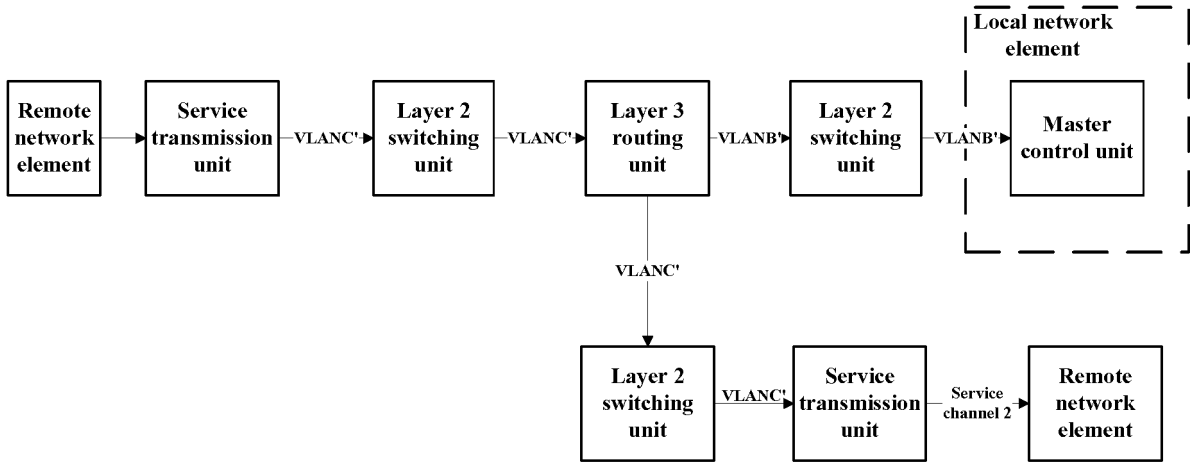 Local network
element
Remote
network
element
Service
transmission
unit
VLANC'
Layer 2
switching
unit
VLANC'
Layer 3
routing
unit
VLANB'
Layer 2
switching
unit
VLANB'
Master
control unit
VLANC'
Layer 2
switching
unit
VLANC'
Service
transmission
unit
Service
channel 2
Remote
network
element